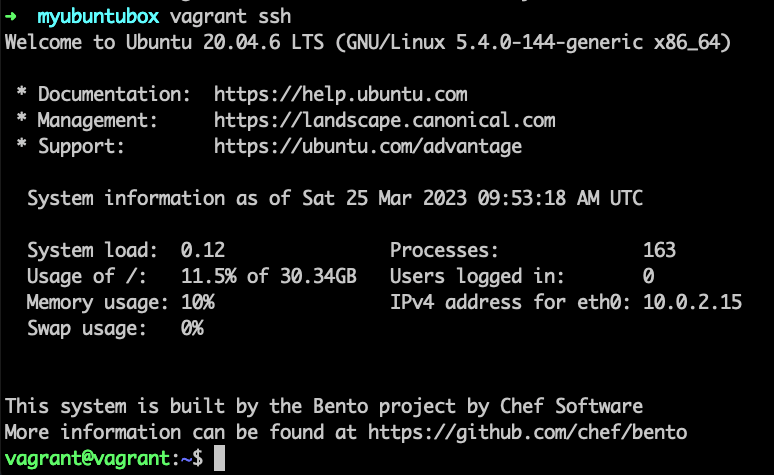 ➜  myubuntubox vagrant ssh
Welcome to Ubuntu 20.04.6 LTS (GNU/Linux 5.4.0-144-generic x86_64)

 * Documentation:  https://help.ubuntu.com
 * Management:     https://landscape.canonical.com
 * Support:        https://ubuntu.com/advantage

  System information as of Sat 25 Mar 2023 09:53:18 AM UTC

  System load:  0.12               Processes:             163
  Usage of /:   11.5% of 30.34GB   Users logged in:       0
  Memory usage: 10%                IPv4 address for eth0: 10.0.2.15
  Swap usage:   0%


This system is built by the Bento project by Chef Software
More information can be found at https://github.com/chef/bento
vagrant@vagrant:~$